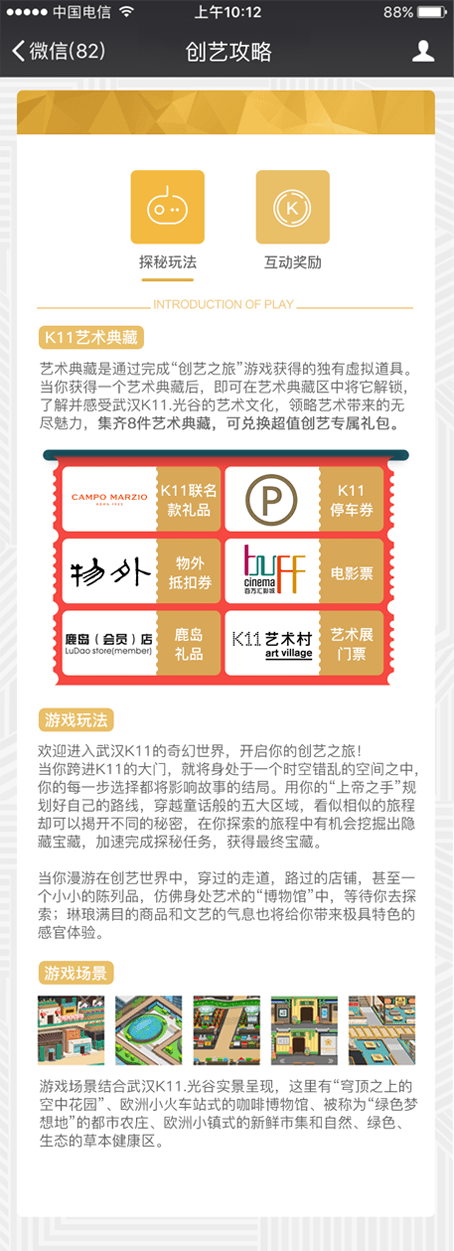 中国电信
上午10:12
88%
微信(82)
创艺攻略
K
探秘玩法
互动奖励
INTRODUCTION OF PLAY
K11艺术典藏
艺术典藏是通过完成“创艺之旅”游戏获得的独有虚拟道具。
当你获得一个艺术典藏后，即可在艺术典藏区中将它解锁，
了解并感受武汉K11.光谷的艺术文化，领略艺术带来的无
尽魅力，集齐8件艺术典藏，可兑换超值创艺专属礼包。
CAMPO MARZIO
ROMA 1933
K11联名
款礼品
P
K11
停车券
物外
物外
抵扣券
buff
cinema
百万汇影城
电影票
鹿岛（会员）店
LuDao store(member)
鹿岛
礼品
K11 艺术村
art village
艺术展
门票
游戏玩法
欢迎进入武汉K11的奇幻世界，开启你的创艺之旅！
当你跨进K11的大门，就将身处于一个时空错乱的空间之中，
你的每一步选择都将影响故事的结局。用你的“上帝之手”规
划好自己的路线，穿越童话般的五大区域，看似相似的旅程
却可以揭开不同的秘密，在你探索的旅程中有机会挖掘出隐
藏宝藏，加速完成探秘任务，获得最终宝藏。
当你漫游在创艺世界中，穿过的走道，路过的店铺，甚至一
个小小的陈列品，仿佛身处艺术的“博物馆”中，等待你去探
索；琳琅满目的商品和文艺的气息也将给你带来极具特色的
感官体验。
游戏场景
游戏场景结合武汉K11.光谷实景呈现，这里有“穹顶之上的
空中花园”、欧洲小火车站式的咖啡博物馆、被称为“绿色梦
想地”的都市农庄、欧洲小镇式的新鲜市集和自然、绿色、
生态的草本健康区。